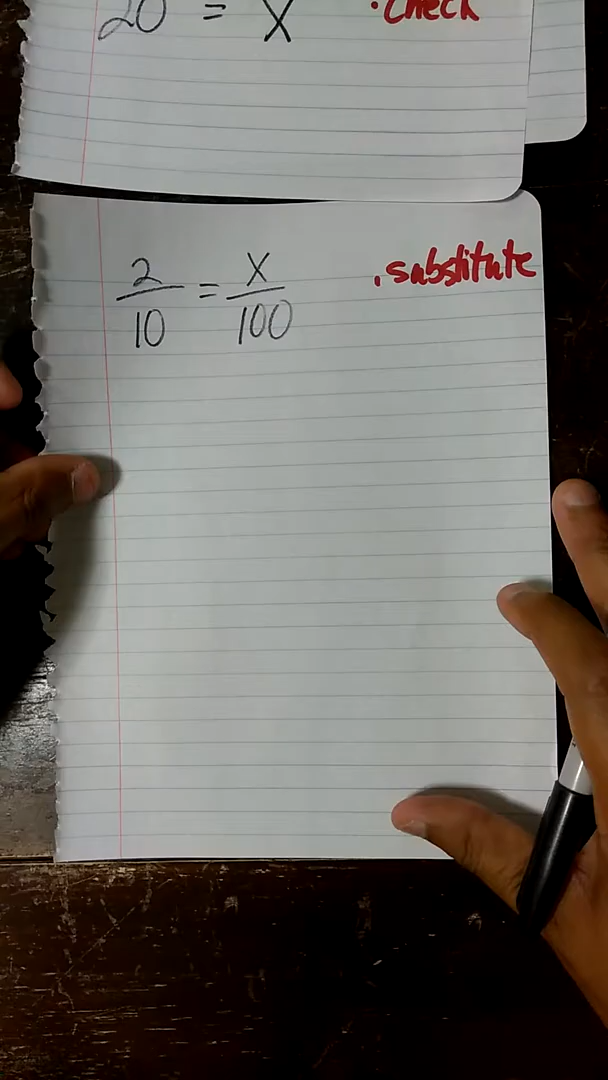 20 = X
. Check
2/10 = X/100
. substitute